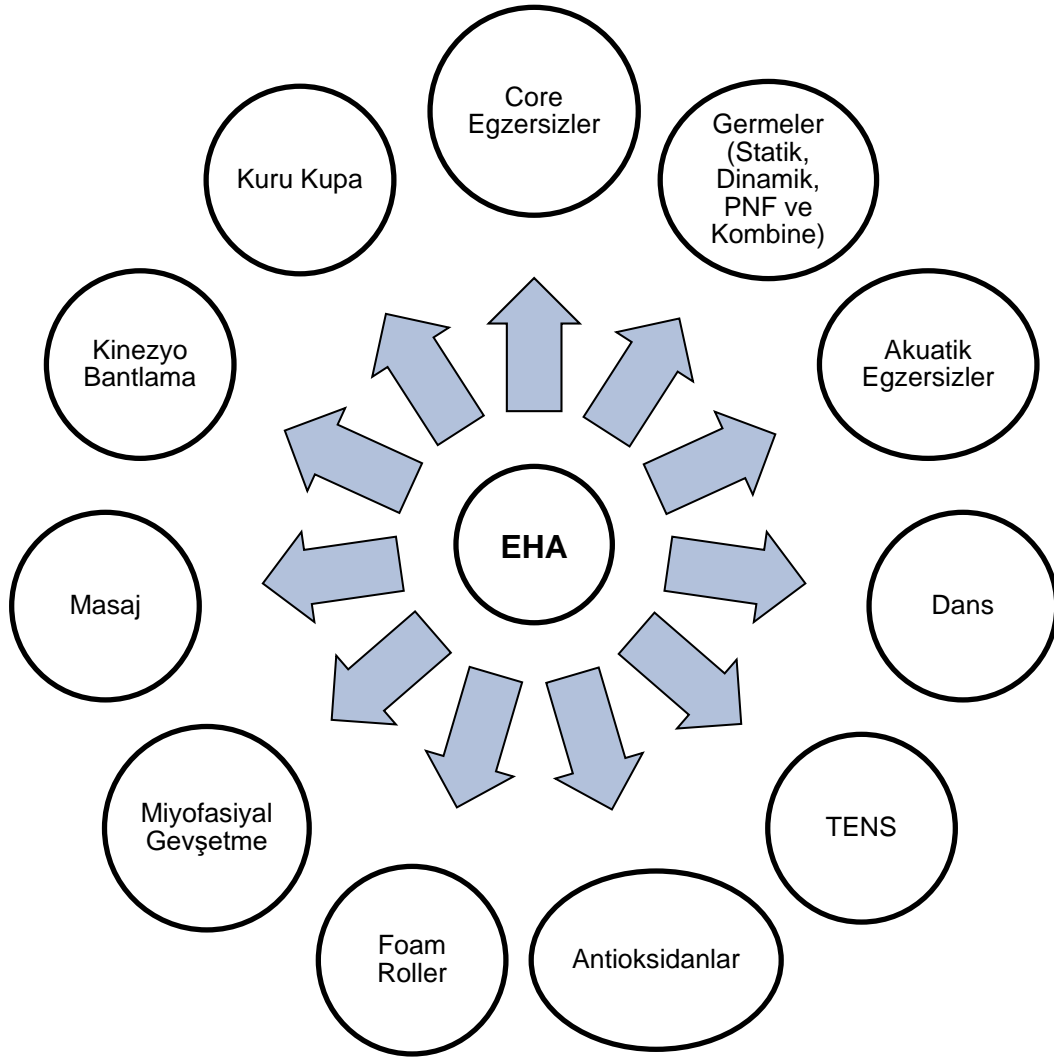 Core
Egzersizler
Germeler
(Statik,
Dinamik,
PNF ve
Kombine)
Akuatik
Egzersizler
Dans
TENS
Antioksidanlar
Foam
Roller
Miyofasiyal
Gevşetme
Masaj
Kinezyo
Bantlama
Kuru Kupa
EHA